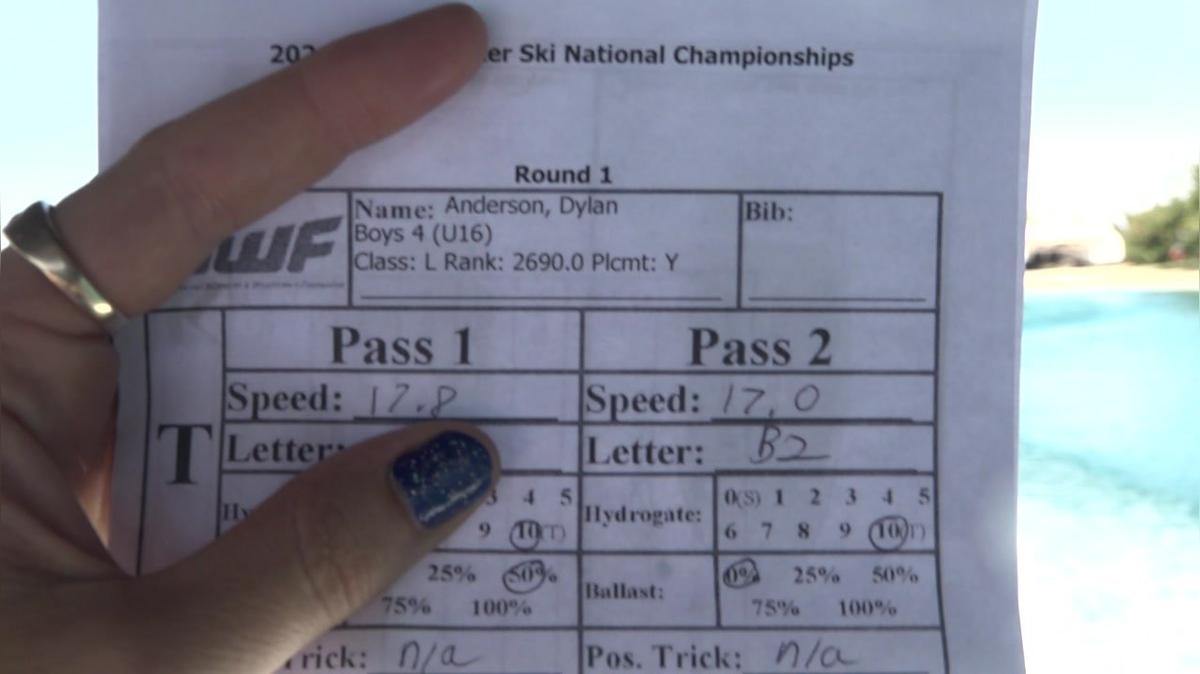 202 er Ski National Championships
Round 1
Name: Anderson, Dylan
Boys 4 (U16)
Class: L Rank: 2690.0 Plcmt: Y
Bib:
WF
Pass 1 Pass 2
T
Speed: 17.8 Speed: 17.0
Letter: Letter: B2
Hy 3 4 5 Hydrogate: 0(S) 1 2 3 4 5
9 10(T) 6 7 8 9 10(T)
25% 50% Ballast: 0% 25% 50%
75% 100% 75% 100%
Trick: n/a Pos. Trick: n/a